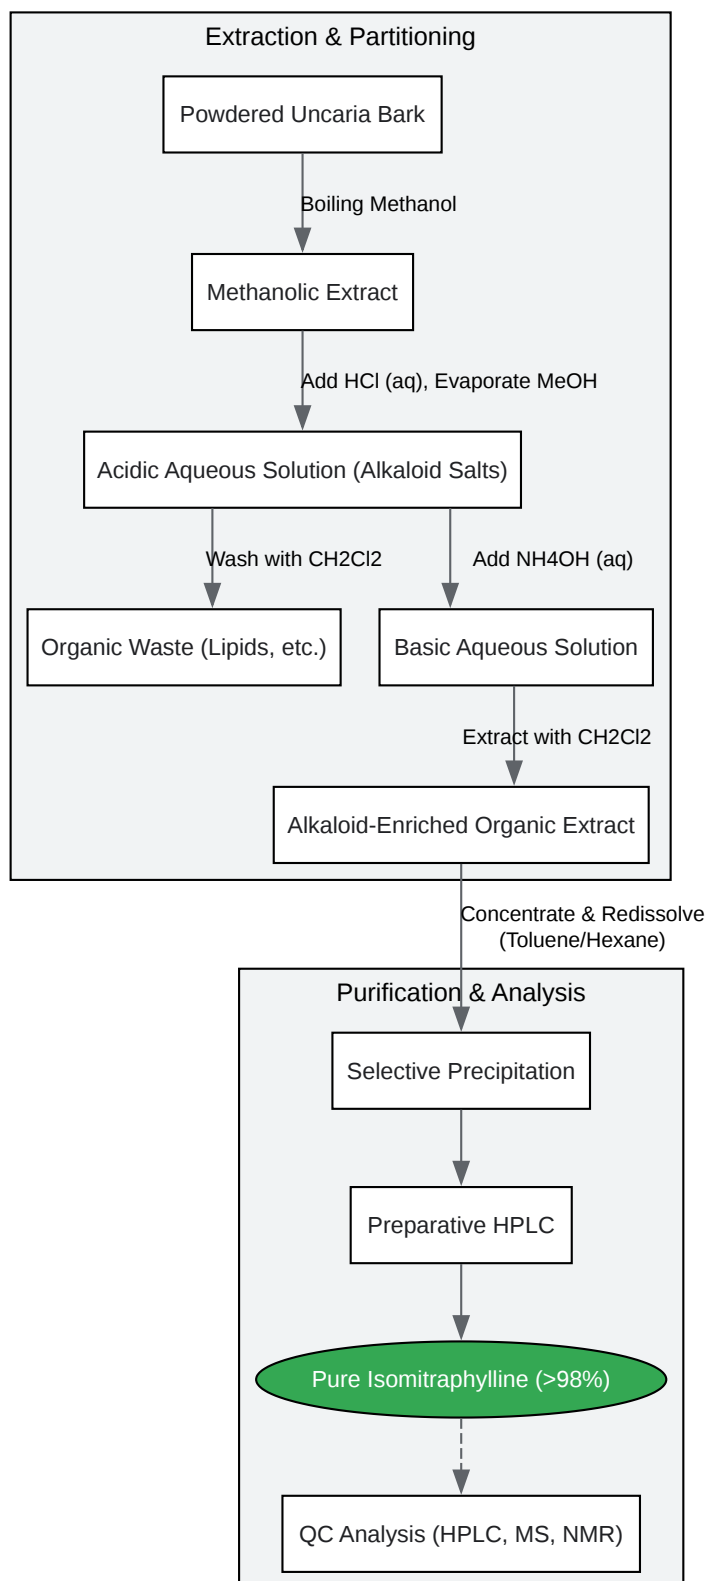 Extraction & Partitioning
Powdered Uncaria Bark
Boiling Methanol
Methanolic Extract
Add HCl (aq), Evaporate MeOH
Acidic Aqueous Solution (Alkaloid Salts)
Wash with CH2Cl2
Add NH4OH (aq)
Organic Waste (Lipids, etc.)
Basic Aqueous Solution
Extract with CH2Cl2
Alkaloid-Enriched Organic Extract
Concentrate & Redissolve
(Toluene/Hexane)
Purification & Analysis
Selective Precipitation
Preparative HPLC
Pure Isomitraphylline (>98%)
QC Analysis (HPLC, MS, NMR)